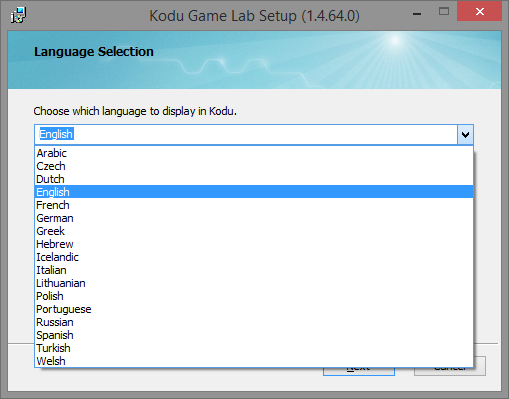 Kodu Game Lab Setup (1.4.64.0)
Language Selection
Choose which language to display in Kodu.
English
Arabic
Czech
Dutch
English
French
German
Greek
Hebrew
Icelandic
Italian
Lithuanian
Polish
Portuguese
Russian
Spanish
Turkish
Welsh
Next
Cancel